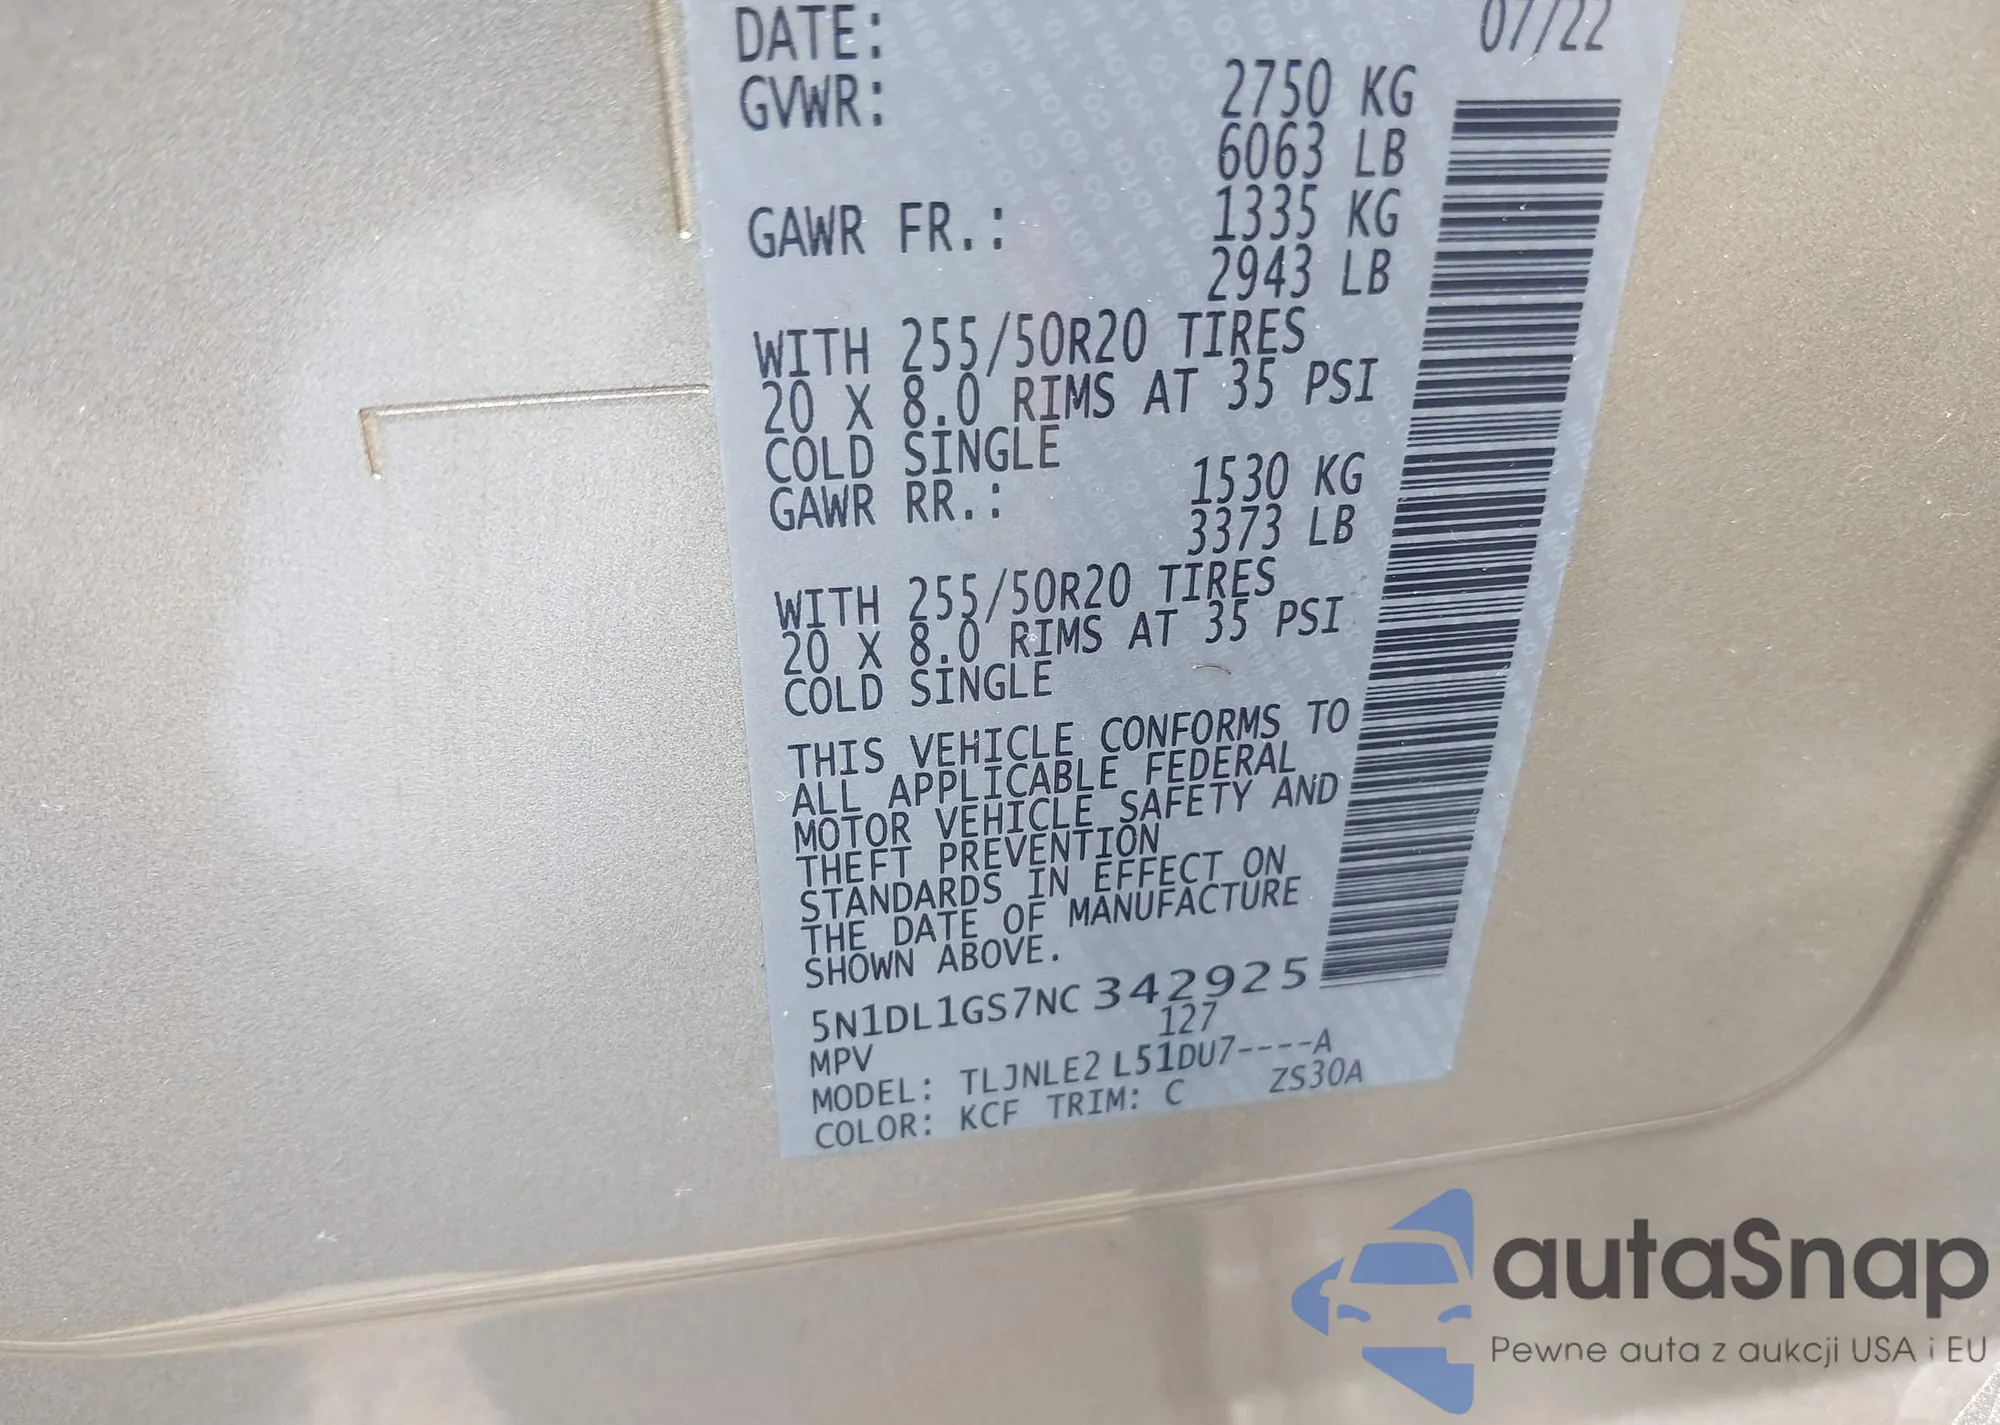 DATE: 07/22
GVWR: 2750 KG
6063 LB
GAWR FR.: 1335 KG
2943 LB
WITH 255/50R20 TIRES
20 X 8.0 RIMS AT 35 PSI
COLD SINGLE
GAWR RR.: 1530 KG
3373 LB
WITH 255/50R20 TIRES
20 X 8.0 RIMS AT 35 PSI
COLD SINGLE
THIS VEHICLE CONFORMS TO
ALL APPLICABLE FEDERAL
MOTOR VEHICLE SAFETY AND
THEFT PREVENTION
STANDARDS IN EFFECT ON
THE DATE OF MANUFACTURE
SHOWN ABOVE.
5N1DL1GS7NC342925
MPV 127
MODEL: TLJNLE2 L51DU7----A
COLOR: KCF TRIM: C ZS30A
autaSnap
Pewne auta z aukcji USA i EU